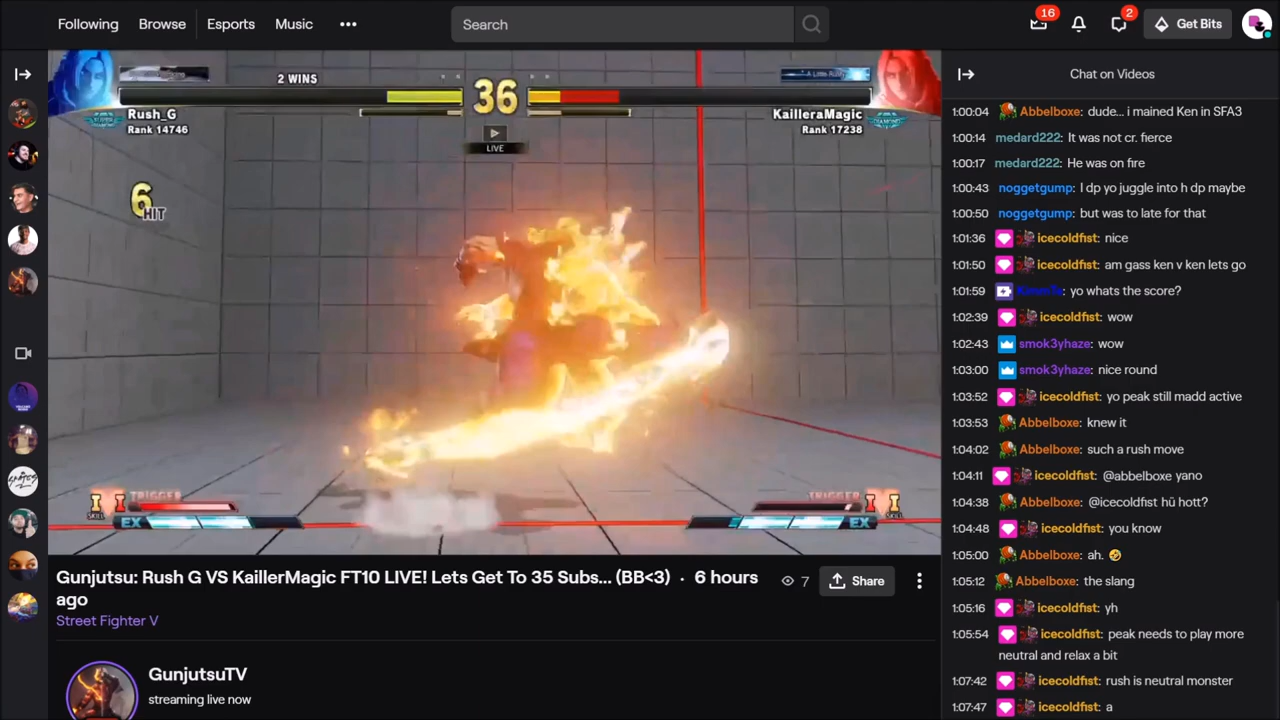 Following
Browse
Esports
Music
Search
16
2
Get Bits
2 WINS
36
Rush_G
Rank 14746
KailleraMagic
Rank 17238
LIVE
6
HIT
TRIGGER
EX
TRIGGER
EX
Gunjutsu: Rush G VS KaillerMagic FT10 LIVE! Lets Get To 35 Subs... (BB<3) · 6 hours
ago
7
Share
Street Fighter V
GunjutsuTV
streaming live now
Chat on Videos
1:00:04 Abbelboxe: dude... i mained Ken in SFA3
1:00:14 medard222: It was not cr. fierce
1:00:17 medard222: He was on fire
1:00:43 noggetgump: I dp yo juggle into h dp maybe
1:00:50 noggetgump: but was to late for that
1:01:36 icecoldfist: nice
1:01:50 icecoldfist: am gass ken v ken lets go
1:01:59 : yo whats the score?
1:02:39 icecoldfist: wow
1:02:43 smok3yhaze: wow
1:03:00 smok3yhaze: nice round
1:03:52 icecoldfist: yo peak still madd active
1:03:53 Abbelboxe: knew it
1:04:02 Abbelboxe: such a rush move
1:04:11 icecoldfist: @abbelboxe yano
1:04:38 Abbelboxe: @icecoldfist hü hott?
1:04:48 icecoldfist: you know
1:05:00 Abbelboxe: ah. 🤣
1:05:12 Abbelboxe: the slang
1:05:16 icecoldfist: yh
1:05:54 icecoldfist: peak needs to play more
neutral and relax a bit
1:07:42 icecoldfist: rush is neutral monster
1:07:47 icecoldfist: a